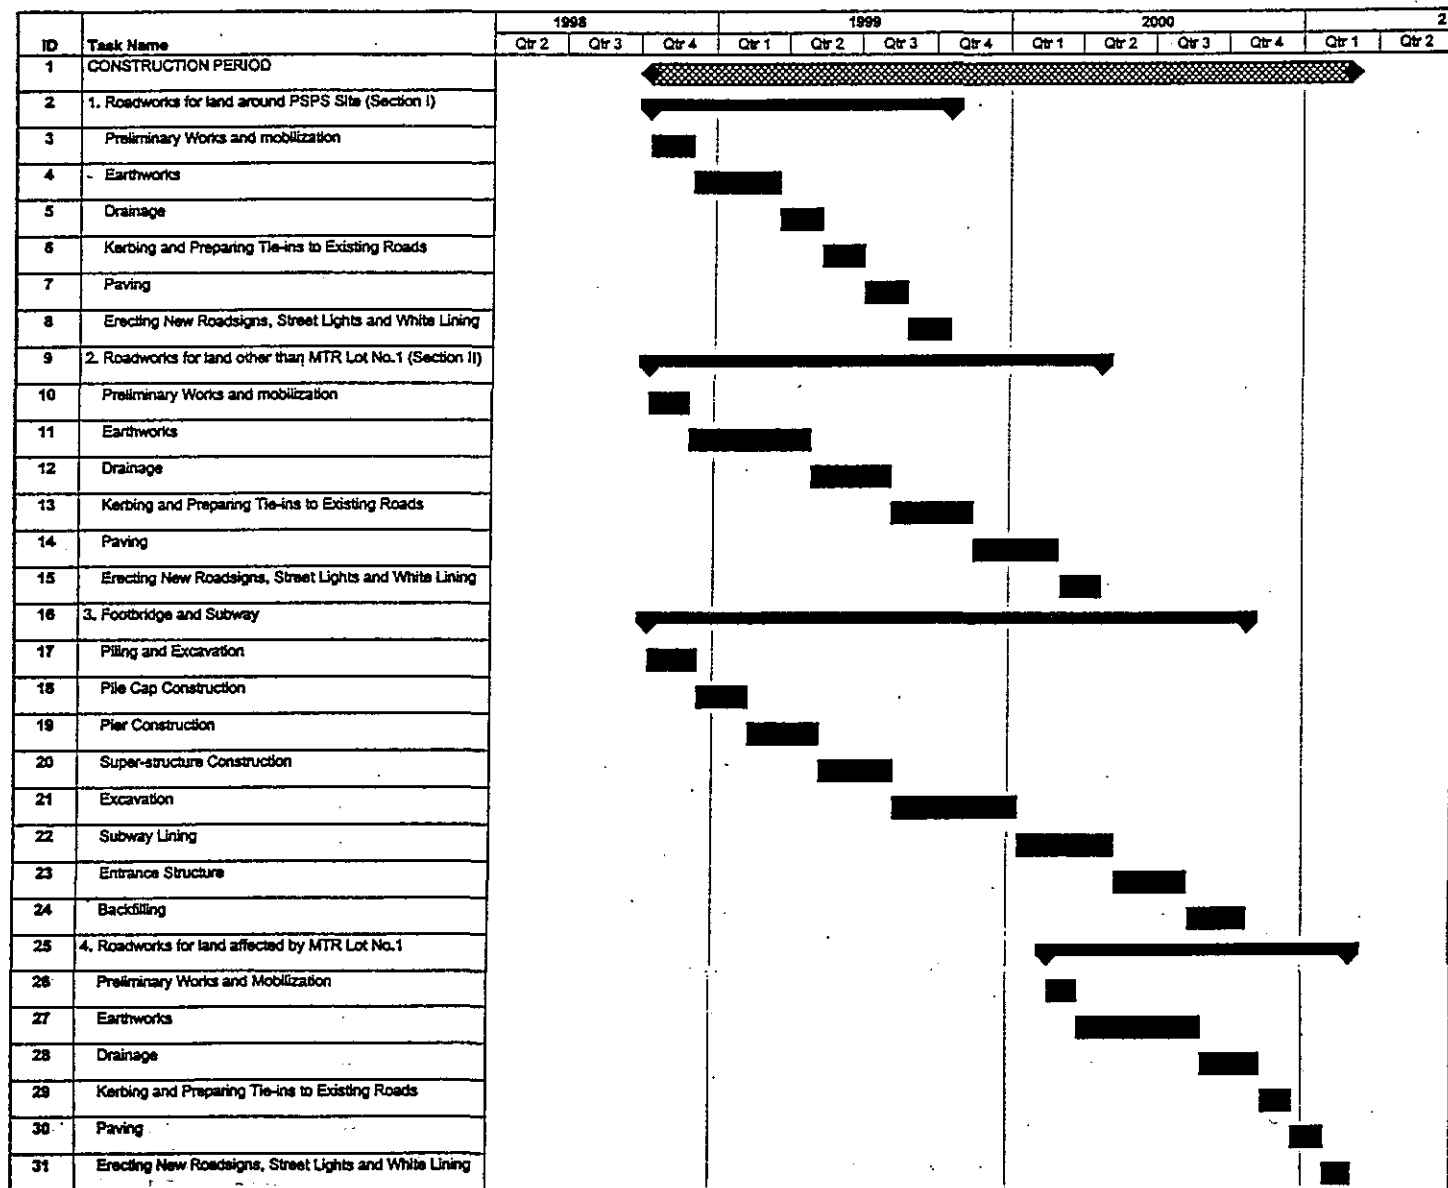 1998 1999 2000 2
ID Task Name Qtr 2 Qtr 3 Qtr 4 Qtr 1 Qtr 2 Qtr 3 Qtr 4 Qtr 1 Qtr 2 Qtr 3 Qtr 4 Qtr 1 Qtr 2
1 CONSTRUCTION PERIOD
2 1. Roadworks for land around PSPS Site (Section I)
3 Preliminary Works and mobilization
4 Earthworks
5 Drainage
6 Kerbing and Preparing Tie-ins to Existing Roads
7 Paving
8 Erecting New Roadsigns, Street Lights and White Lining
9 2. Roadworks for land other than MTR Lot No.1 (Section II)
10 Preliminary Works and mobilization
11 Earthworks
12 Drainage
13 Kerbing and Preparing Tie-ins to Existing Roads
14 Paving
15 Erecting New Roadsigns, Street Lights and White Lining
16 3. Footbridge and Subway
17 Piling and Excavation
18 Pile Cap Construction
19 Pier Construction
20 Super-structure Construction
21 Excavation
22 Subway Lining
23 Entrance Structure
24 Backfilling
25 4. Roadworks for land affected by MTR Lot No.1
26 Preliminary Works and Mobilization
27 Earthworks
28 Drainage
29 Kerbing and Preparing Tie-ins to Existing Roads
30 Paving
31 Erecting New Roadsigns, Street Lights and White Lining